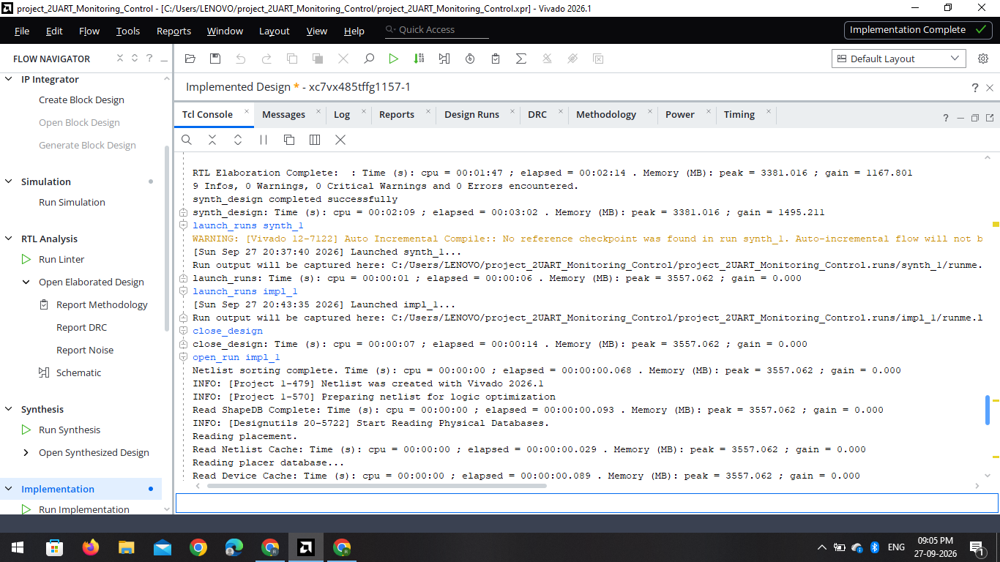 project_2UART_Monitoring_Control - [C:/Users/LENOVO/project_2UART_Monitoring_Control/project_2UART_Monitoring_Control.xpr] - Vivado 2026.1
File Edit Flow Tools Reports Window Layout View Help Quick Access Implementation Complete
FLOW NAVIGATOR
Default Layout
IP Integrator
Create Block Design
Open Block Design
Generate Block Design
Simulation
Run Simulation
RTL Analysis
Run Linter
Open Elaborated Design
Report Methodology
Report DRC
Report Noise
Schematic
Synthesis
Run Synthesis
Open Synthesized Design
Implementation
Run Implementation
Implemented Design * - xc7vx485tffg1157-1
Tcl Console Messages Log Reports Design Runs DRC Methodology Power Timing
RTL Elaboration Complete:  : Time (s): cpu = 00:01:47 ; elapsed = 00:02:14 . Memory (MB): peak = 3381.016 ; gain = 1167.801
9 Infos, 0 Warnings, 0 Critical Warnings and 0 Errors encountered.
synth_design completed successfully
synth_design: Time (s): cpu = 00:02:09 ; elapsed = 00:03:02 . Memory (MB): peak = 3381.016 ; gain = 1495.211
launch_runs synth_1
WARNING: [Vivado 12-7122] Auto Incremental Compile:: No reference checkpoint was found in run synth_1. Auto-incremental flow will not b
[Sun Sep 27 20:37:40 2026] Launched synth_1...
Run output will be captured here: C:/Users/LENOVO/project_2UART_Monitoring_Control/project_2UART_Monitoring_Control.runs/synth_1/runme.
launch_runs: Time (s): cpu = 00:00:01 ; elapsed = 00:00:06 . Memory (MB): peak = 3557.062 ; gain = 0.000
launch_runs impl_1
[Sun Sep 27 20:43:35 2026] Launched impl_1...
Run output will be captured here: C:/Users/LENOVO/project_2UART_Monitoring_Control/project_2UART_Monitoring_Control.runs/impl_1/runme.l
close_design
close_design: Time (s): cpu = 00:00:07 ; elapsed = 00:00:14 . Memory (MB): peak = 3557.062 ; gain = 0.000
open_run impl_1
Netlist sorting complete. Time (s): cpu = 00:00:00 ; elapsed = 00:00:00.068 . Memory (MB): peak = 3557.062 ; gain = 0.000
INFO: [Project 1-479] Netlist was created with Vivado 2026.1
INFO: [Project 1-570] Preparing netlist for logic optimization
Read ShapeDB Complete: Time (s): cpu = 00:00:00 ; elapsed = 00:00:00.093 . Memory (MB): peak = 3557.062 ; gain = 0.000
INFO: [Designutils 20-5722] Start Reading Physical Databases.
Reading placement.
Read Netlist Cache: Time (s): cpu = 00:00:00 ; elapsed = 00:00:00.029 . Memory (MB): peak = 3557.062 ; gain = 0.000
Reading placer database...
Read Device Cache: Time (s): cpu = 00:00:00 ; elapsed = 00:00:00.089 . Memory (MB): peak = 3557.062 ; gain = 0.000
ENG
09:05 PM
27-09-2026
1